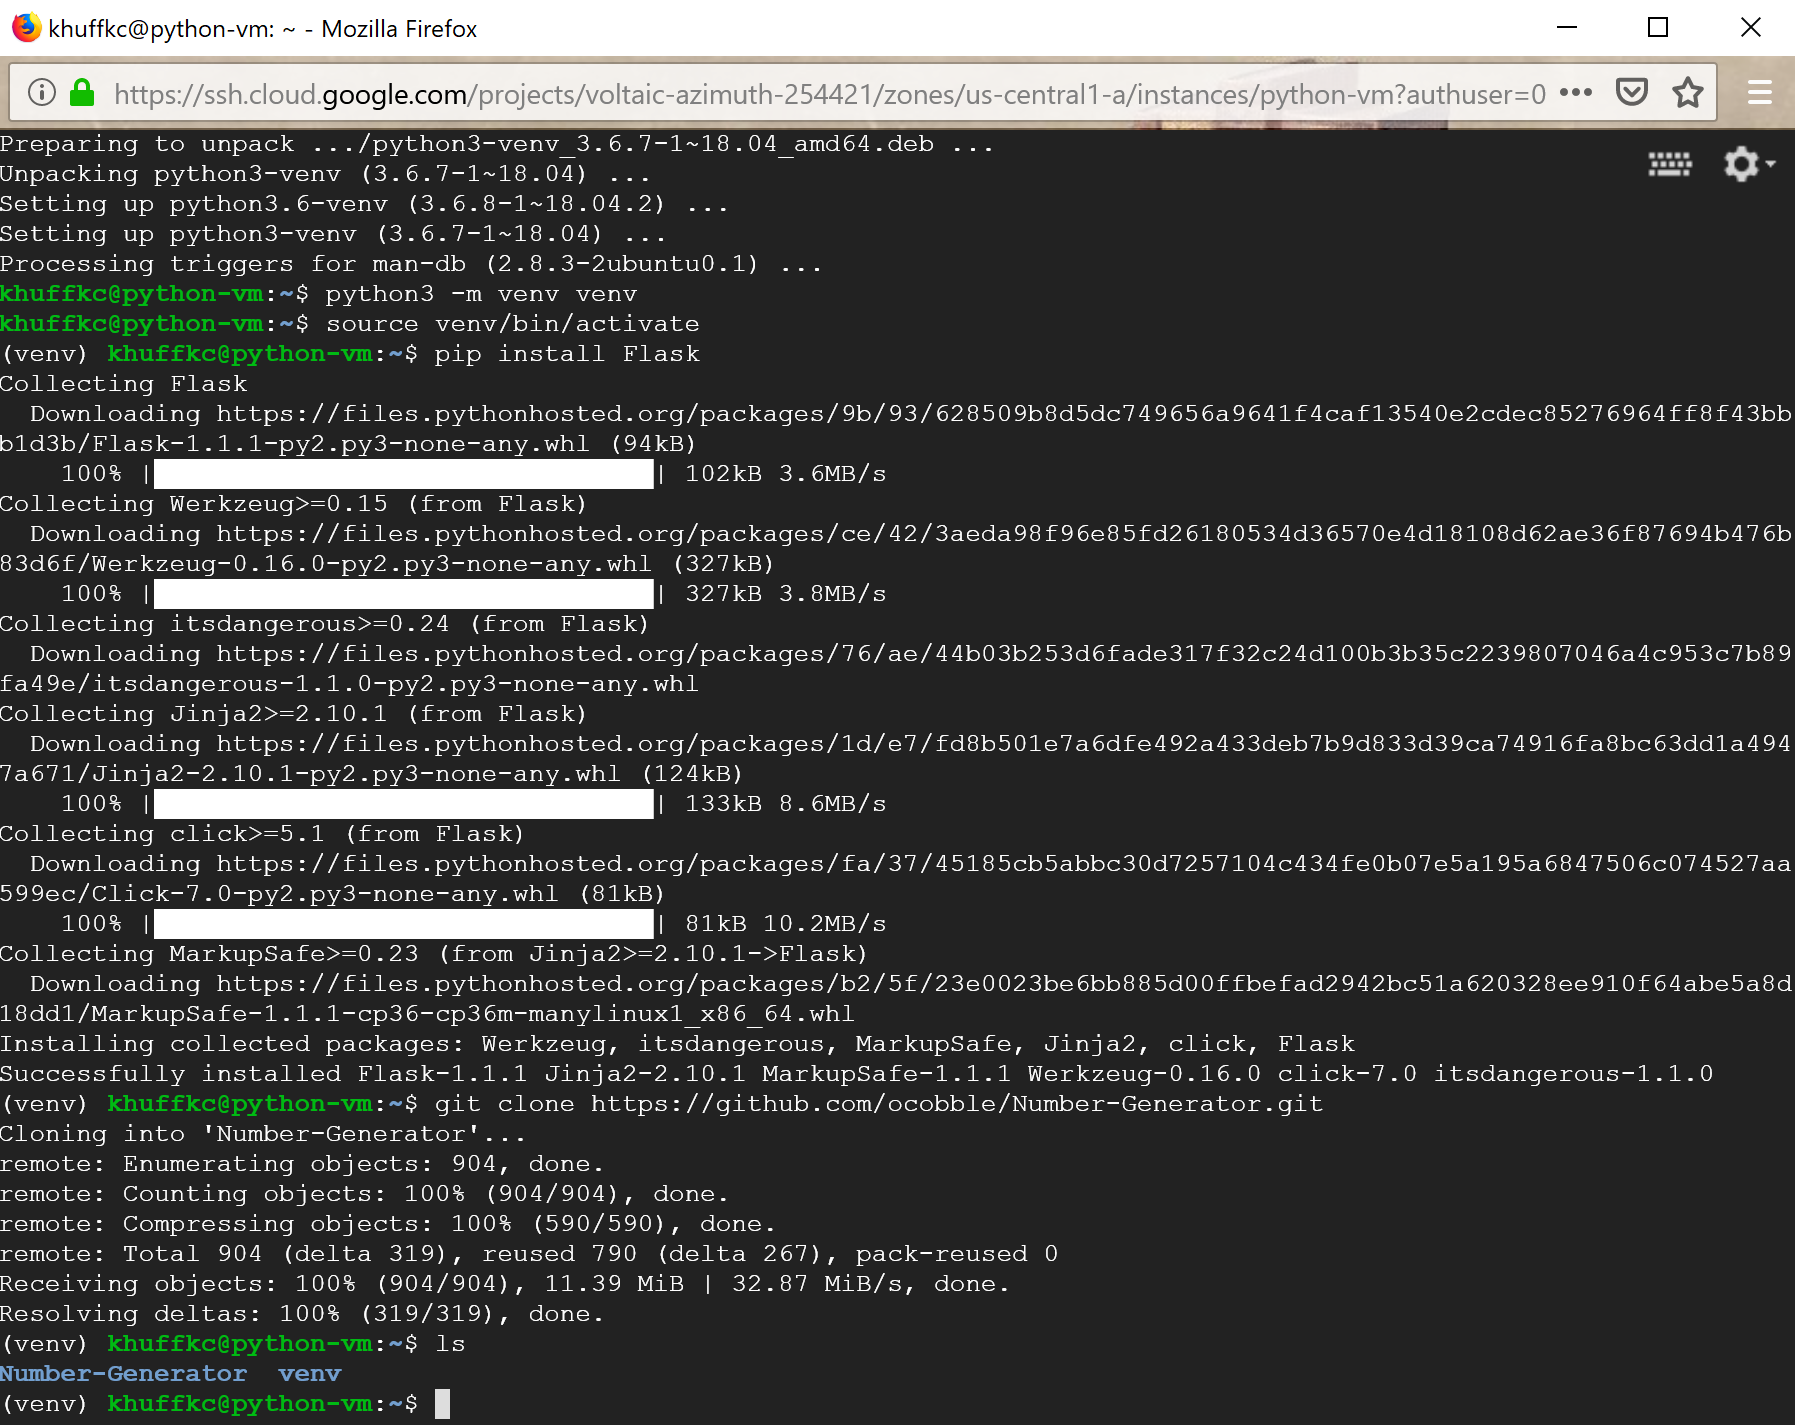 khuffkc@python-vm: ~ - Mozilla Firefox
https://ssh.cloud.google.com/projects/voltaic-azimuth-254421/zones/us-central1-a/instances/python-vm?authuser=0
Preparing to unpack .../python3-venv_3.6.7-1~18.04_amd64.deb ...
Unpacking python3-venv (3.6.7-1~18.04) ...
Setting up python3.6-venv (3.6.8-1~18.04.2) ...
Setting up python3-venv (3.6.7-1~18.04) ...
Processing triggers for man-db (2.8.3-2ubuntu0.1) ...
khuffkc@python-vm:~$ python3 -m venv venv
khuffkc@python-vm:~$ source venv/bin/activate
(venv) khuffkc@python-vm:~$ pip install Flask
Collecting Flask
  Downloading https://files.pythonhosted.org/packages/9b/93/628509b8d5dc749656a9641f4caf13540e2cdec85276964ff8f43bb
b1d3b/Flask-1.1.1-py2.py3-none-any.whl (94kB)
    100% || 102kB 3.6MB/s
Collecting Werkzeug>=0.15 (from Flask)
  Downloading https://files.pythonhosted.org/packages/ce/42/3aeda98f96e85fd26180534d36570e4d18108d62ae36f87694b476b
83d6f/Werkzeug-0.16.0-py2.py3-none-any.whl (327kB)
    100% || 327kB 3.8MB/s
Collecting itsdangerous>=0.24 (from Flask)
  Downloading https://files.pythonhosted.org/packages/76/ae/44b03b253d6fade317f32c24d100b3b35c2239807046a4c953c7b89
fa49e/itsdangerous-1.1.0-py2.py3-none-any.whl
Collecting Jinja2>=2.10.1 (from Flask)
  Downloading https://files.pythonhosted.org/packages/1d/e7/fd8b501e7a6dfe492a433deb7b9d833d39ca74916fa8bc63dd1a494
7a671/Jinja2-2.10.1-py2.py3-none-any.whl (124kB)
    100% || 133kB 8.6MB/s
Collecting click>=5.1 (from Flask)
  Downloading https://files.pythonhosted.org/packages/fa/37/45185cb5abbc30d7257104c434fe0b07e5a195a6847506c074527aa
599ec/Click-7.0-py2.py3-none-any.whl (81kB)
    100% || 81kB 10.2MB/s
Collecting MarkupSafe>=0.23 (from Jinja2>=2.10.1->Flask)
  Downloading https://files.pythonhosted.org/packages/b2/5f/23e0023be6bb885d00ffbefad2942bc51a620328ee910f64abe5a8d
18dd1/MarkupSafe-1.1.1-cp36-cp36m-manylinux1_x86_64.whl
Installing collected packages: Werkzeug, itsdangerous, MarkupSafe, Jinja2, click, Flask
Successfully installed Flask-1.1.1 Jinja2-2.10.1 MarkupSafe-1.1.1 Werkzeug-0.16.0 click-7.0 itsdangerous-1.1.0
(venv) khuffkc@python-vm:~$ git clone https://github.com/ocobble/Number-Generator.git
Cloning into 'Number-Generator'...
remote: Enumerating objects: 904, done.
remote: Counting objects: 100% (904/904), done.
remote: Compressing objects: 100% (590/590), done.
remote: Total 904 (delta 319), reused 790 (delta 267), pack-reused 0
Receiving objects: 100% (904/904), 11.39 MiB | 32.87 MiB/s, done.
Resolving deltas: 100% (319/319), done.
(venv) khuffkc@python-vm:~$ ls
Number-Generator  venv
(venv) khuffkc@python-vm:~$